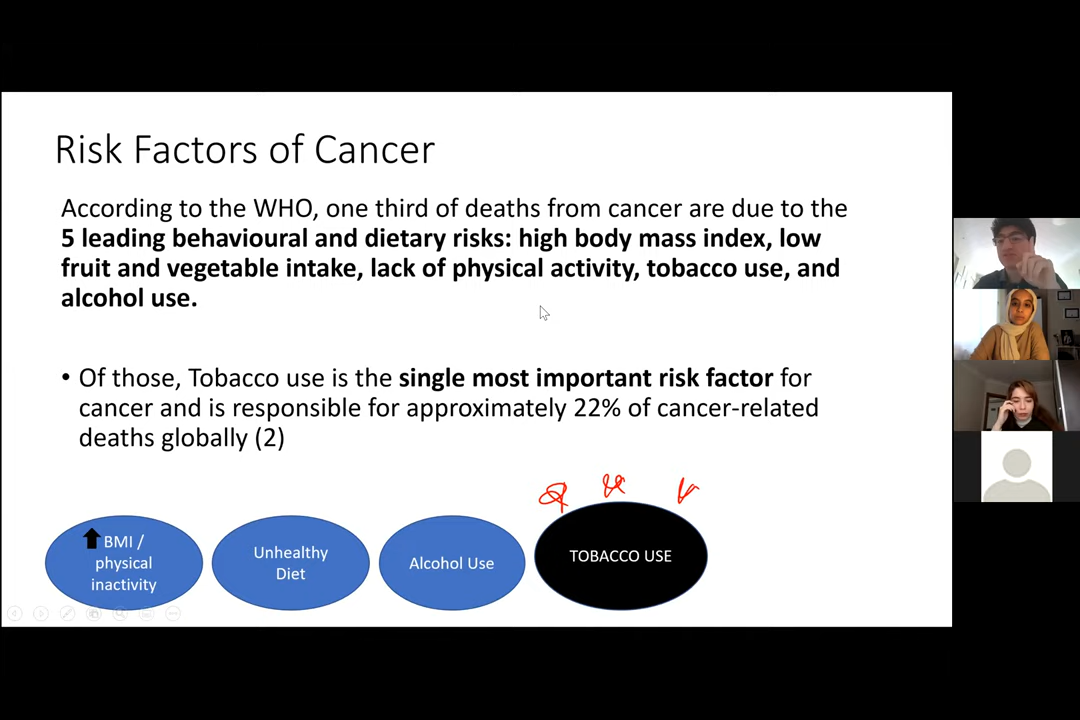 Risk Factors of Cancer
According to the WHO, one third of deaths from cancer are due to the
5 leading behavioural and dietary risks: high body mass index, low
fruit and vegetable intake, lack of physical activity, tobacco use, and
alcohol use.
• Of those, Tobacco use is the single most important risk factor for
cancer and is responsible for approximately 22% of cancer-related
deaths globally (2)
BMI /
physical
inactivity
Unhealthy
Diet
Alcohol Use
TOBACCO USE